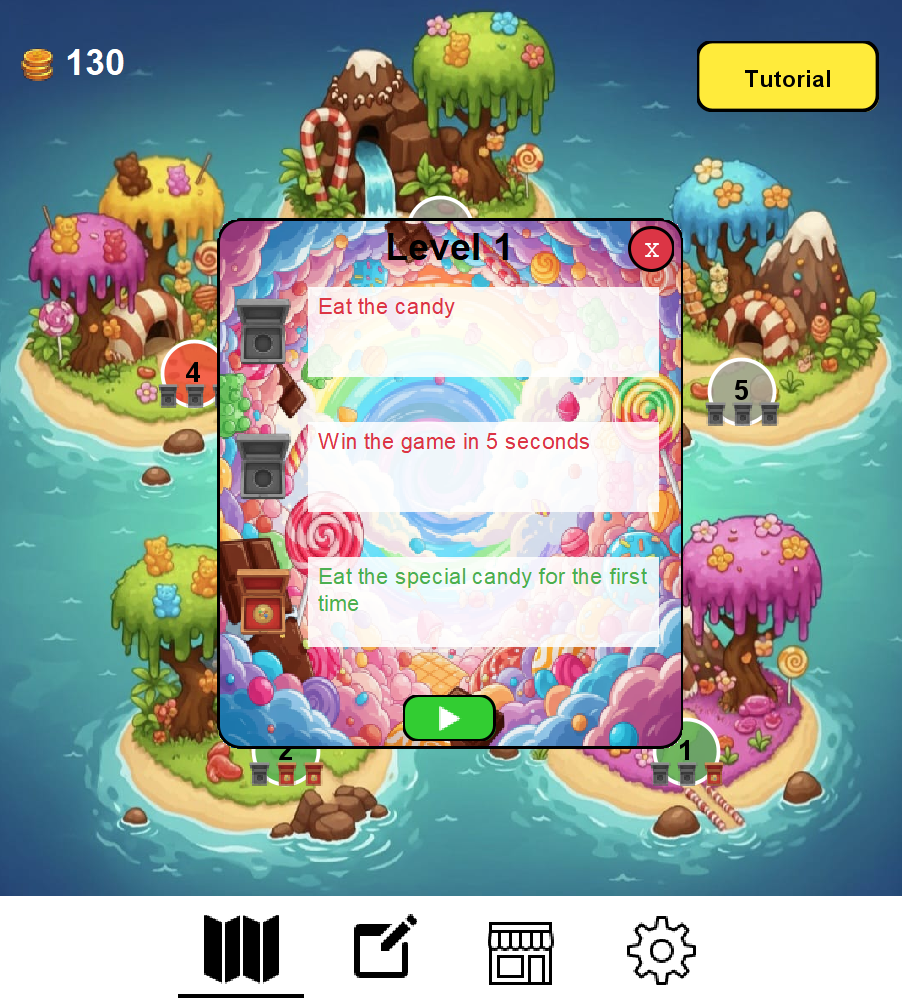 130
Tutorial
Level 1
X
Eat the candy
4
5
Win the game in 5 seconds
Eat the special candy for the first
time
2
1